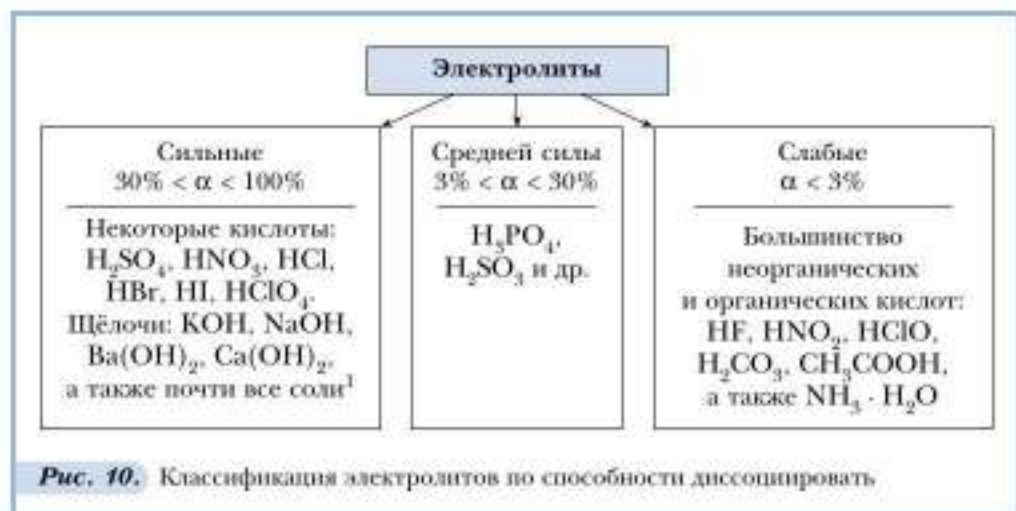 Электролиты
Сильные
30% < α < 100%
Некоторые кислоты:
H₂SO₄, HNO₃, HCl,
HBr, HI, HClO₄.
Щёлочи: KOH, NaOH,
Ba(OH)₂, Ca(OH)₂,
а также почти все соли¹
Средней силы
3% < α < 30%
H₃PO₄,
H₂SO₃ и др.
Слабые
α < 3%
Большинство
неорганических
и органических кислот:
HF, HNO₂, HClO,
H₂CO₃, CH₃COOH,
а также NH₃ · H₂O
Рис. 10. Классификация электролитов по способности диссоциировать